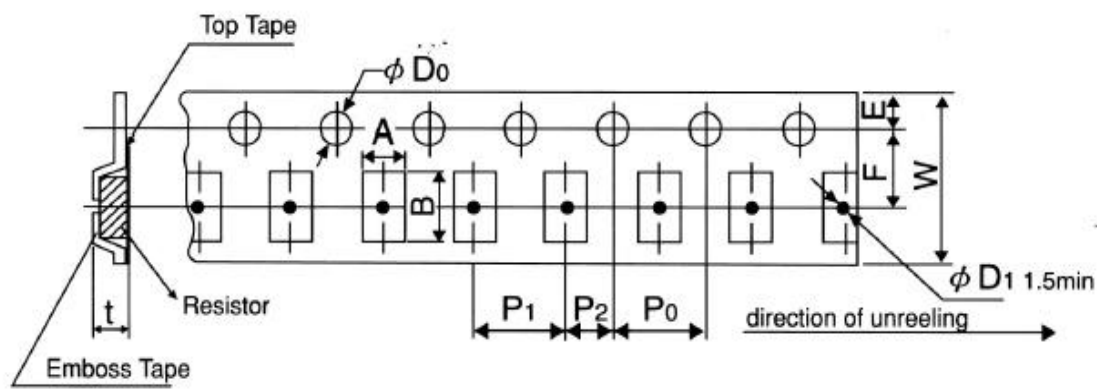 Top Tape
φ D0
A
B
E
F
W
φ D1 1.5min
P1
P2
P0
direction of unreeling
Resistor
t
Emboss Tape